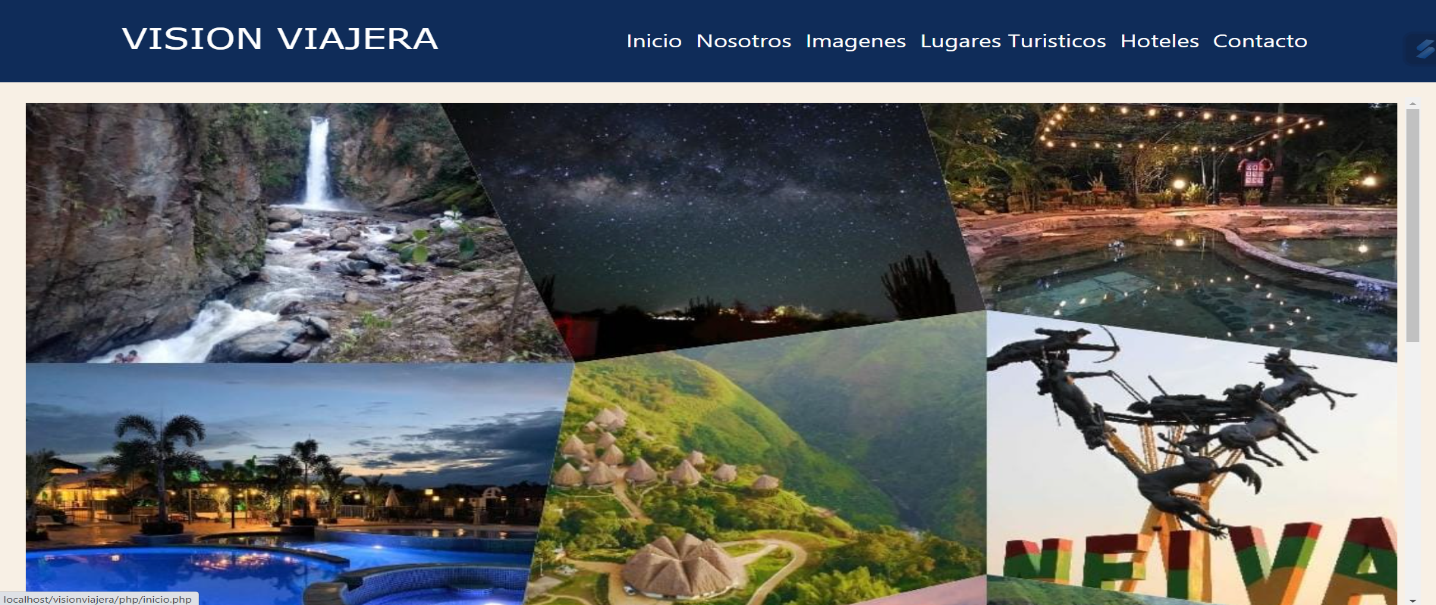 VISION VIAJERA
Inicio Nosotros Imagenes Lugares Turisticos Hoteles Contacto
NEIVA
localhost/visionviajera/php/inicio.php